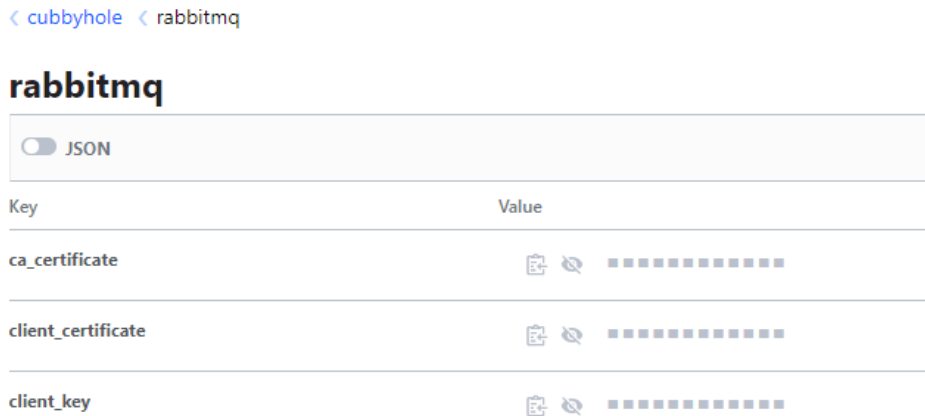 cubbyhole rabbitmq
rabbitmq
JSON
Key Value
ca_certificate
client_certificate
client_key